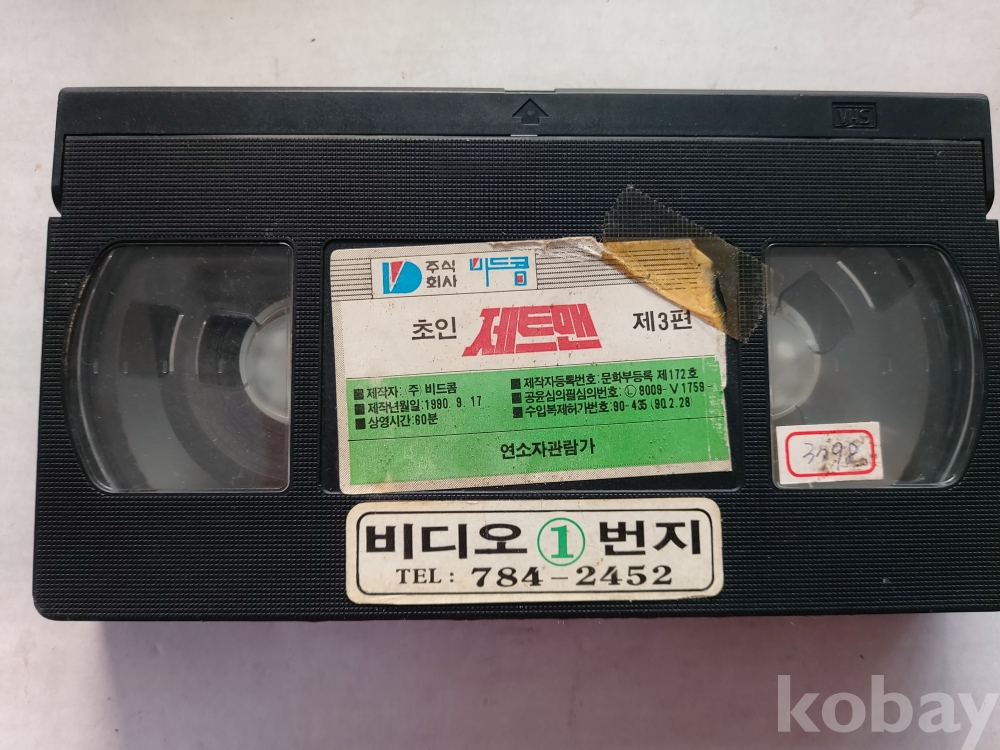 VHS
주식회사 비드콤
초인 제트맨 제3편
■ 제작자: 주) 비드콤
■ 제작년월일: 1990. 9. 17
■ 상영시간: 60분
■ 제작자등록번호: 문화부등록 제172호
■ 공윤심의필심의번호: Ⓛ 9009-V1759
■ 수입복제허가번호: 90-435 (90.2.28
연소자관람가
비디오 ① 번지
TEL: 784-2452
kobay